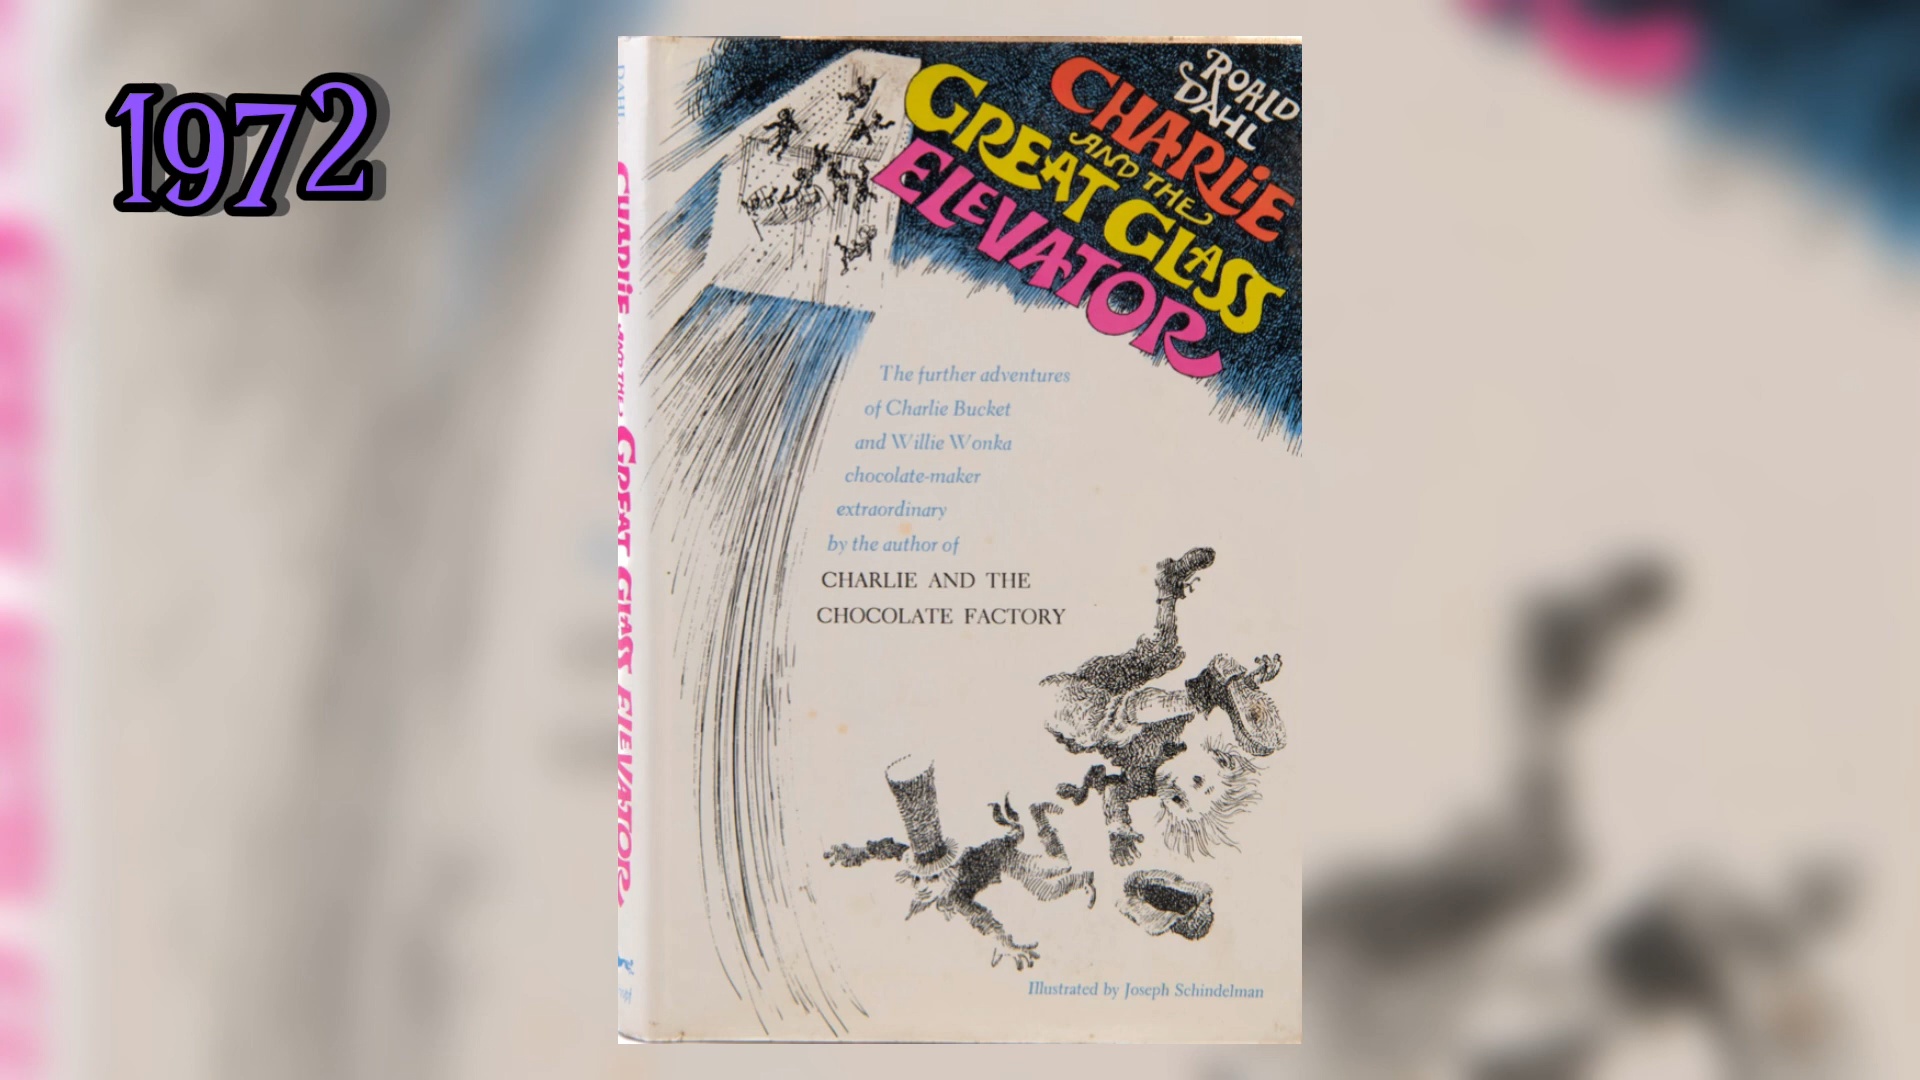 1972
ROALD
DAHL
CHARLiE
AND THE
GREAT GLASS
ELEVATOR
The further adventures
of Charlie Bucket
and Willie Wonka
chocolate-maker
extraordinary
by the author of
CHARLIE AND THE
CHOCOLATE FACTORY
Illustrated by Joseph Schindelman
DAHL
CHARLiE AND THE GREAT GLASS ELEVATOR